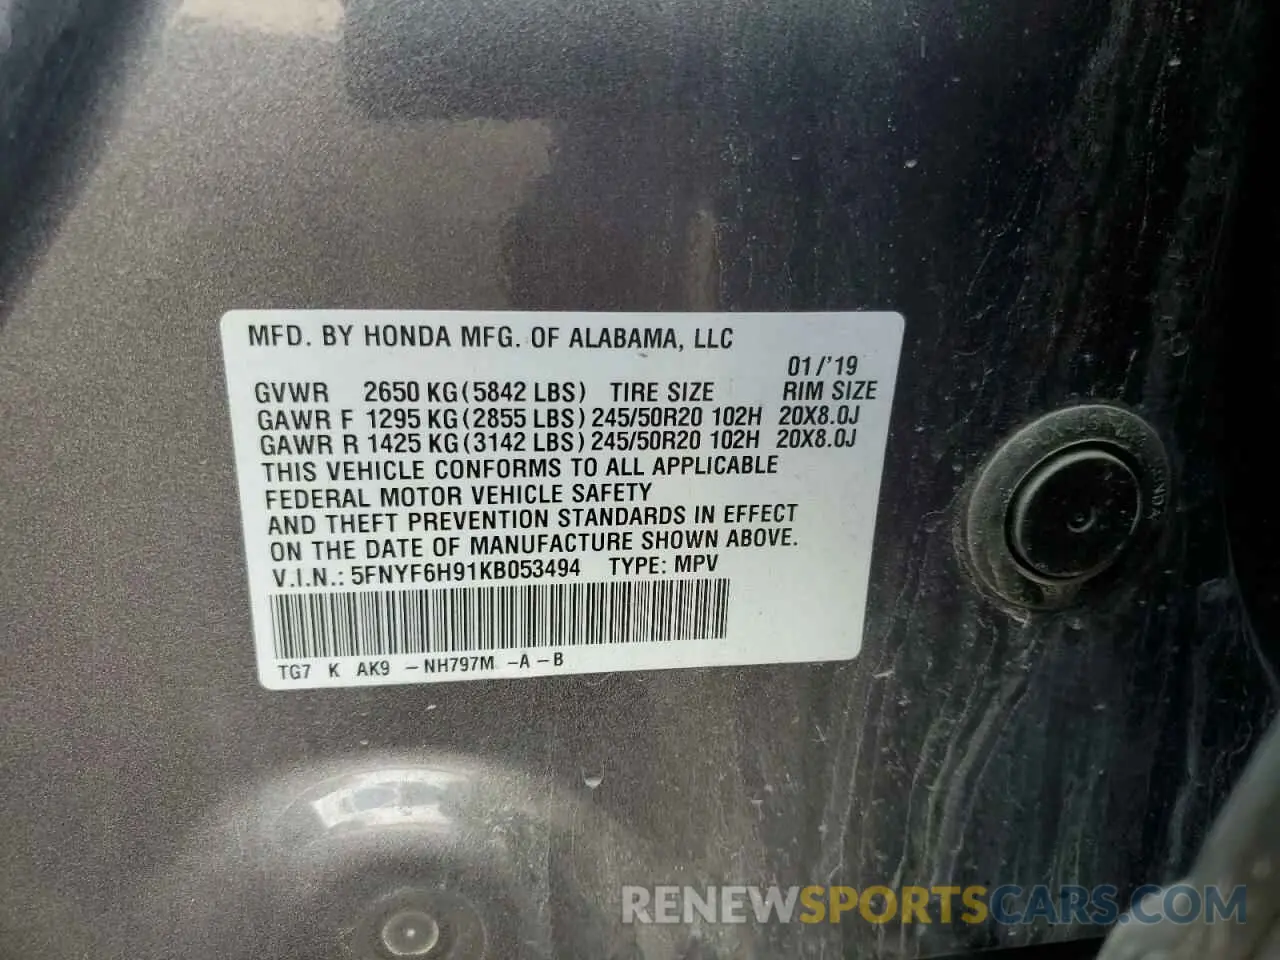 MFD. BY HONDA MFG. OF ALABAMA, LLC
01/'19
GVWR 2650 KG (5842 LBS) TIRE SIZE RIM SIZE
GAWR F 1295 KG (2855 LBS) 245/50R20 102H 20X8.0J
GAWR R 1425 KG (3142 LBS) 245/50R20 102H 20X8.0J
THIS VEHICLE CONFORMS TO ALL APPLICABLE
FEDERAL MOTOR VEHICLE SAFETY
AND THEFT PREVENTION STANDARDS IN EFFECT
ON THE DATE OF MANUFACTURE SHOWN ABOVE.
V.I.N.: 5FNYF6H91KB053494 TYPE: MPV
TG7 K AK9 -NH797M -A-B
RENEWSPORTSCARS.COM